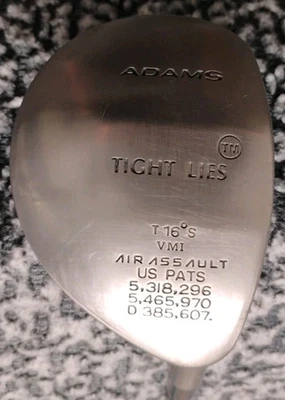 ADAMS
TIGHT LIES TM
T-16°S
VMI
AIR ASSAULT
US PATS
5,318,296
5,465,970
D 385,607.